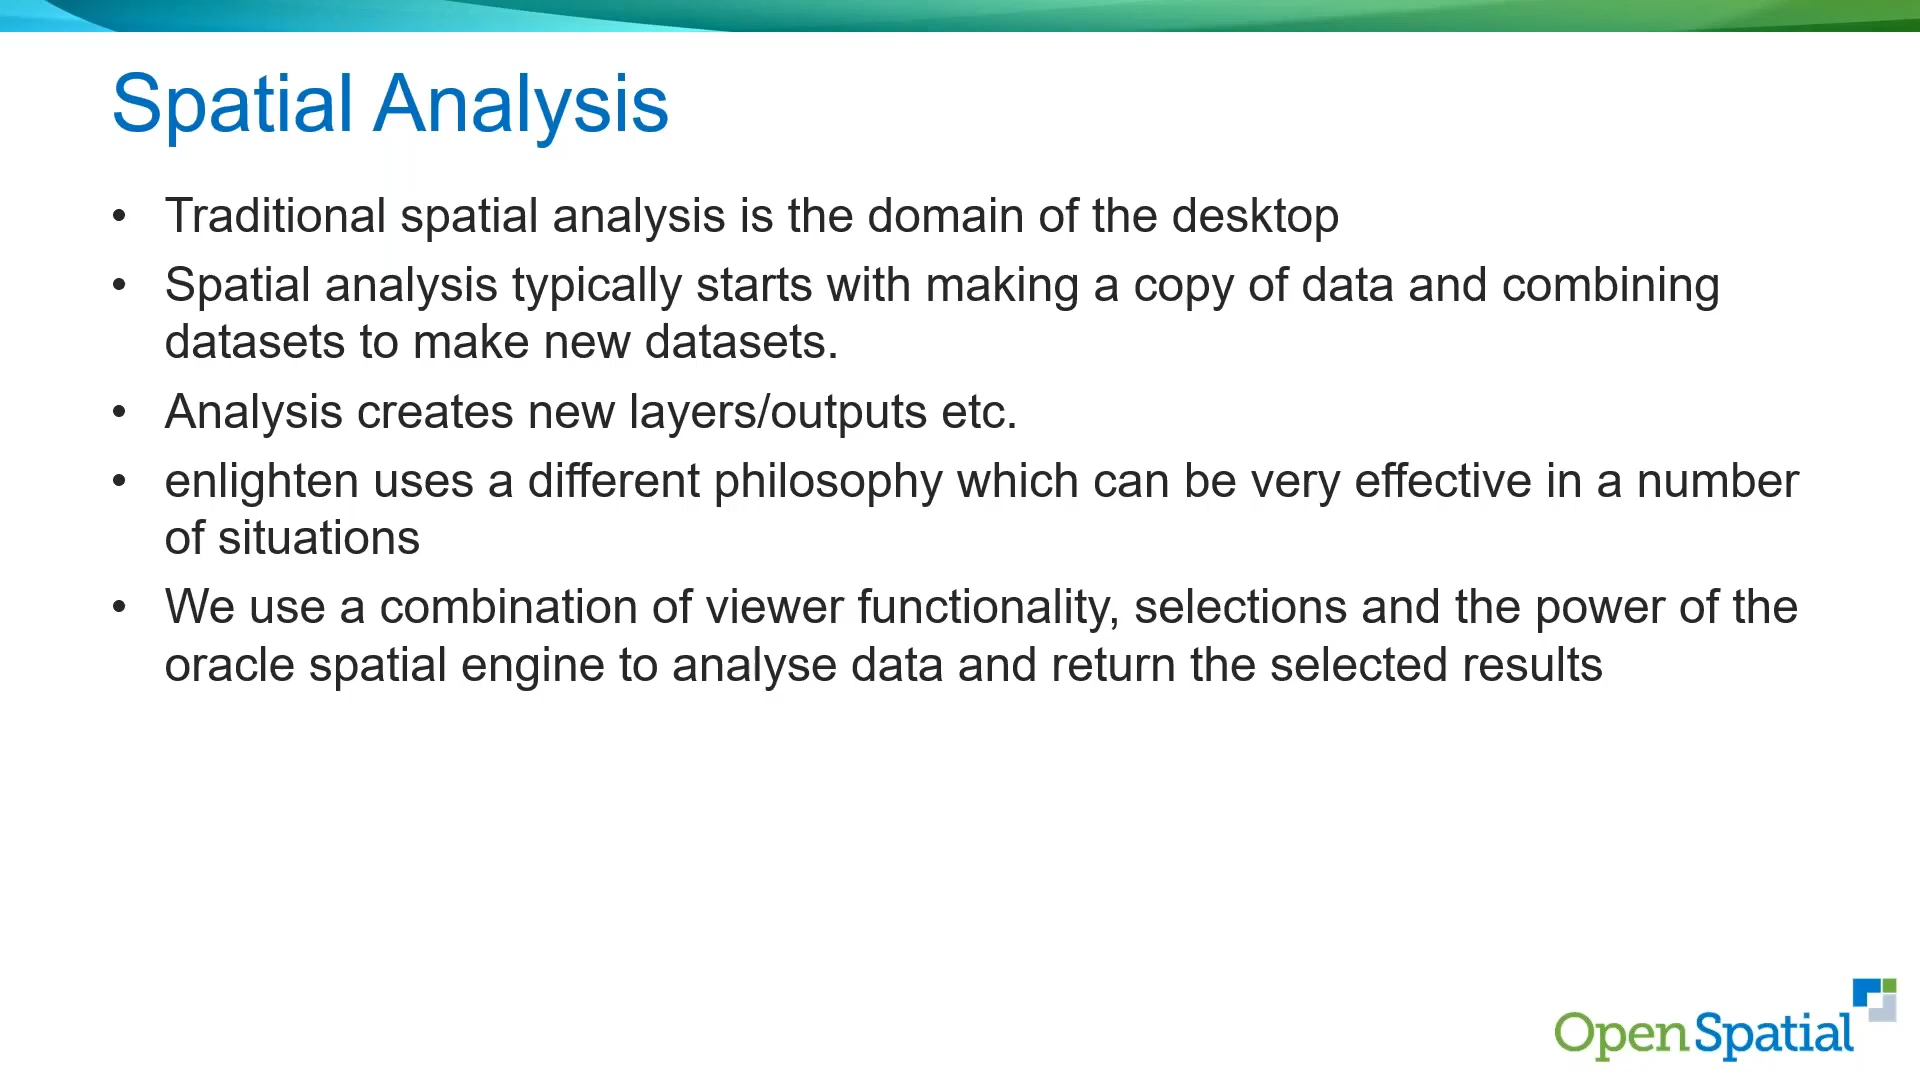 Spatial Analysis
• Traditional spatial analysis is the domain of the desktop
• Spatial analysis typically starts with making a copy of data and combining
datasets to make new datasets.
• Analysis creates new layers/outputs etc.
• enlighten uses a different philosophy which can be very effective in a number
of situations
• We use a combination of viewer functionality, selections and the power of the
oracle spatial engine to analyse data and return the selected results
Open Spatial